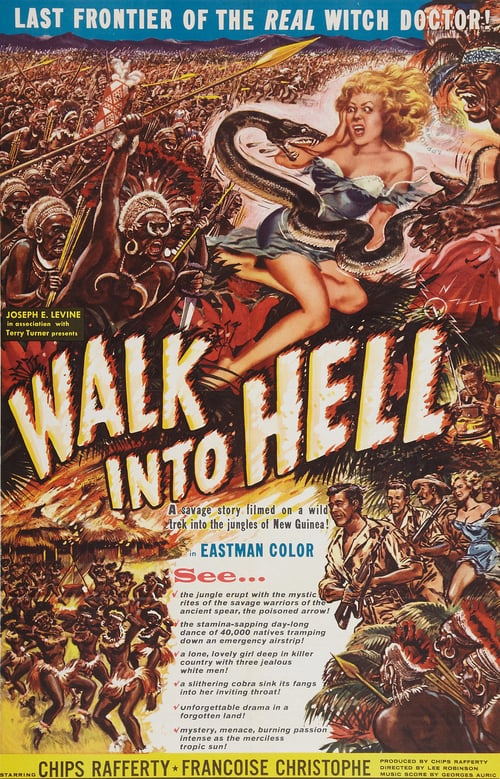 LAST FRONTIER OF THE REAL WITCH DOCTOR!
JOSEPH E. LEVINE
in association with
Terry Turner presents
WALK
INTO HELL
A savage story filmed on a wild
trek into the jungles of New Guinea!
in EASTMAN COLOR
See...
the jungle erupt with the mystic
rites of the savage warriors of the
ancient spear, the poisoned arrow!
the stamina-sapping day-long
dance of 40,000 natives tramping
down an emergency airstrip!
a lone, lovely girl deep in killer
country with three jealous
white men!
a slithering cobra sink its fangs
into her inviting throat!
unforgettable drama in a
forgotten land!
mystery, menace, burning passion
intense as the merciless
tropic sun!
STARRING CHIPS RAFFERTY ★ FRANCOISE CHRISTOPHE
PRODUCED BY CHIPS RAFFERTY
DIRECTED BY LEE ROBINSON
MUSIC SCORE BY GEORGES AURIC